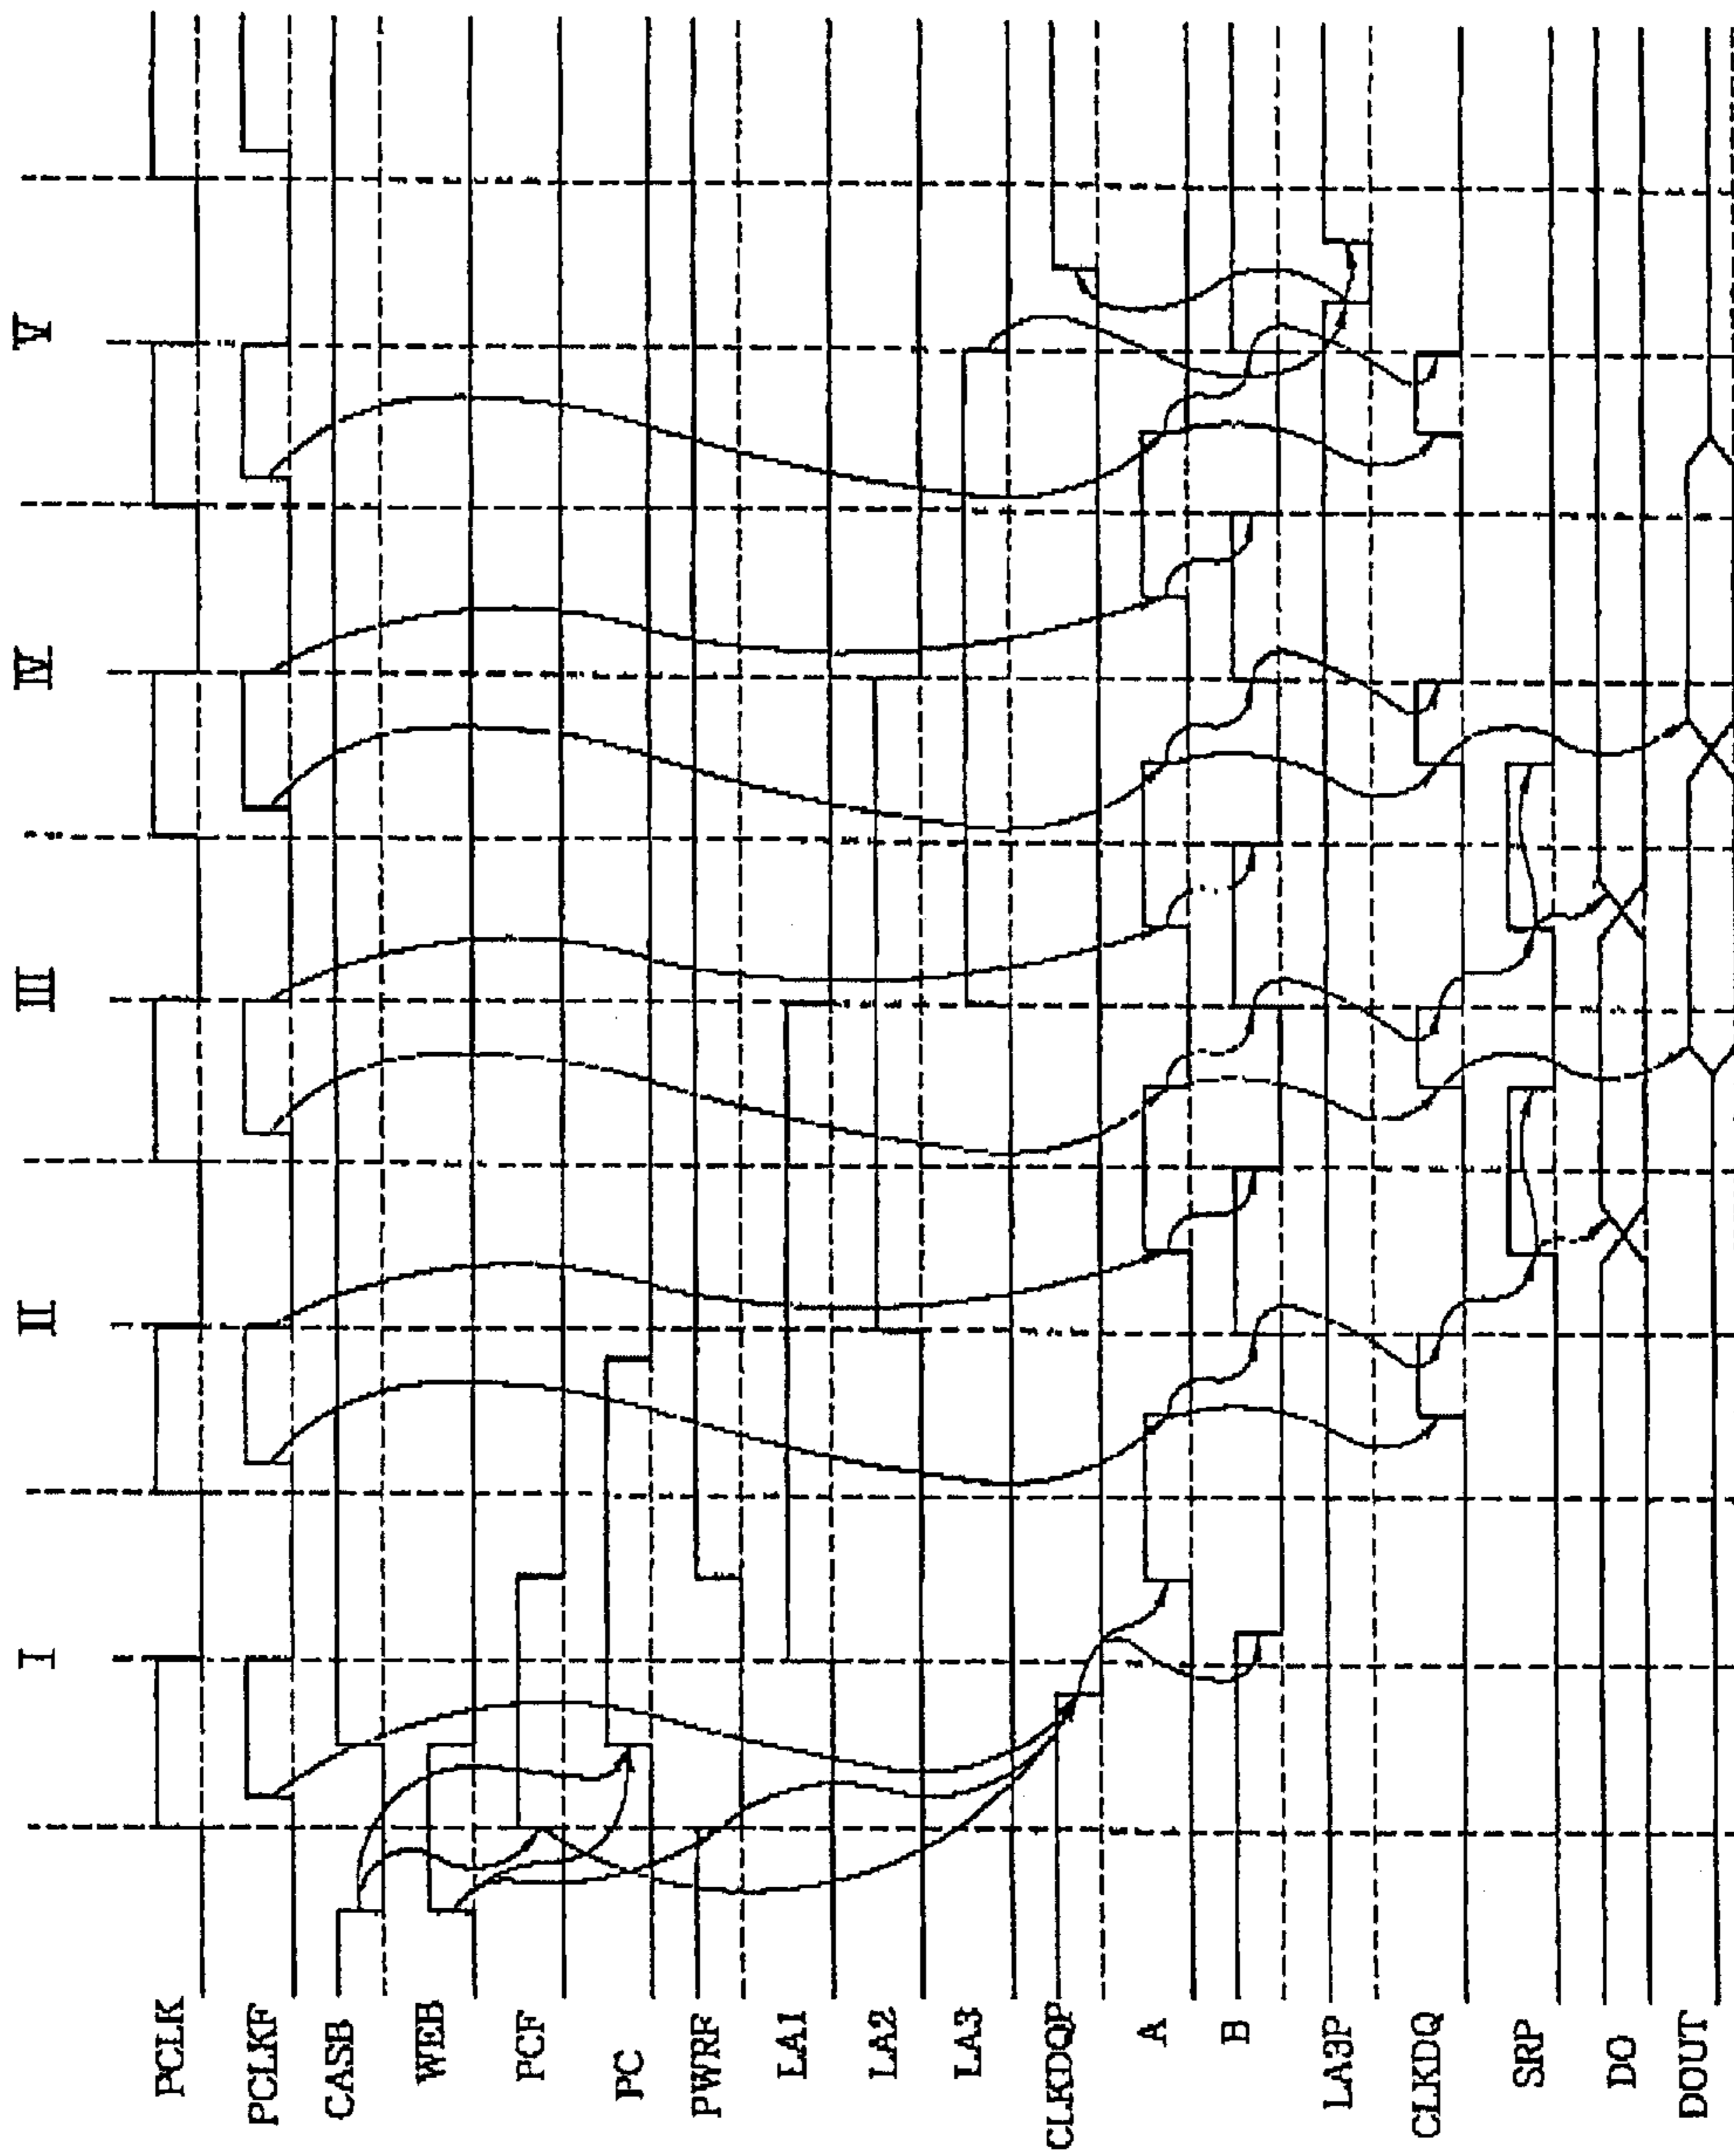 I II III IV V
PCLK
PCLKF
CASB
WEB
PCF
PC
PWRF
LA1
LA2
LA3
CLKDQP
A
B
LA3P
CLKDQ
SRP
DO
DOUT